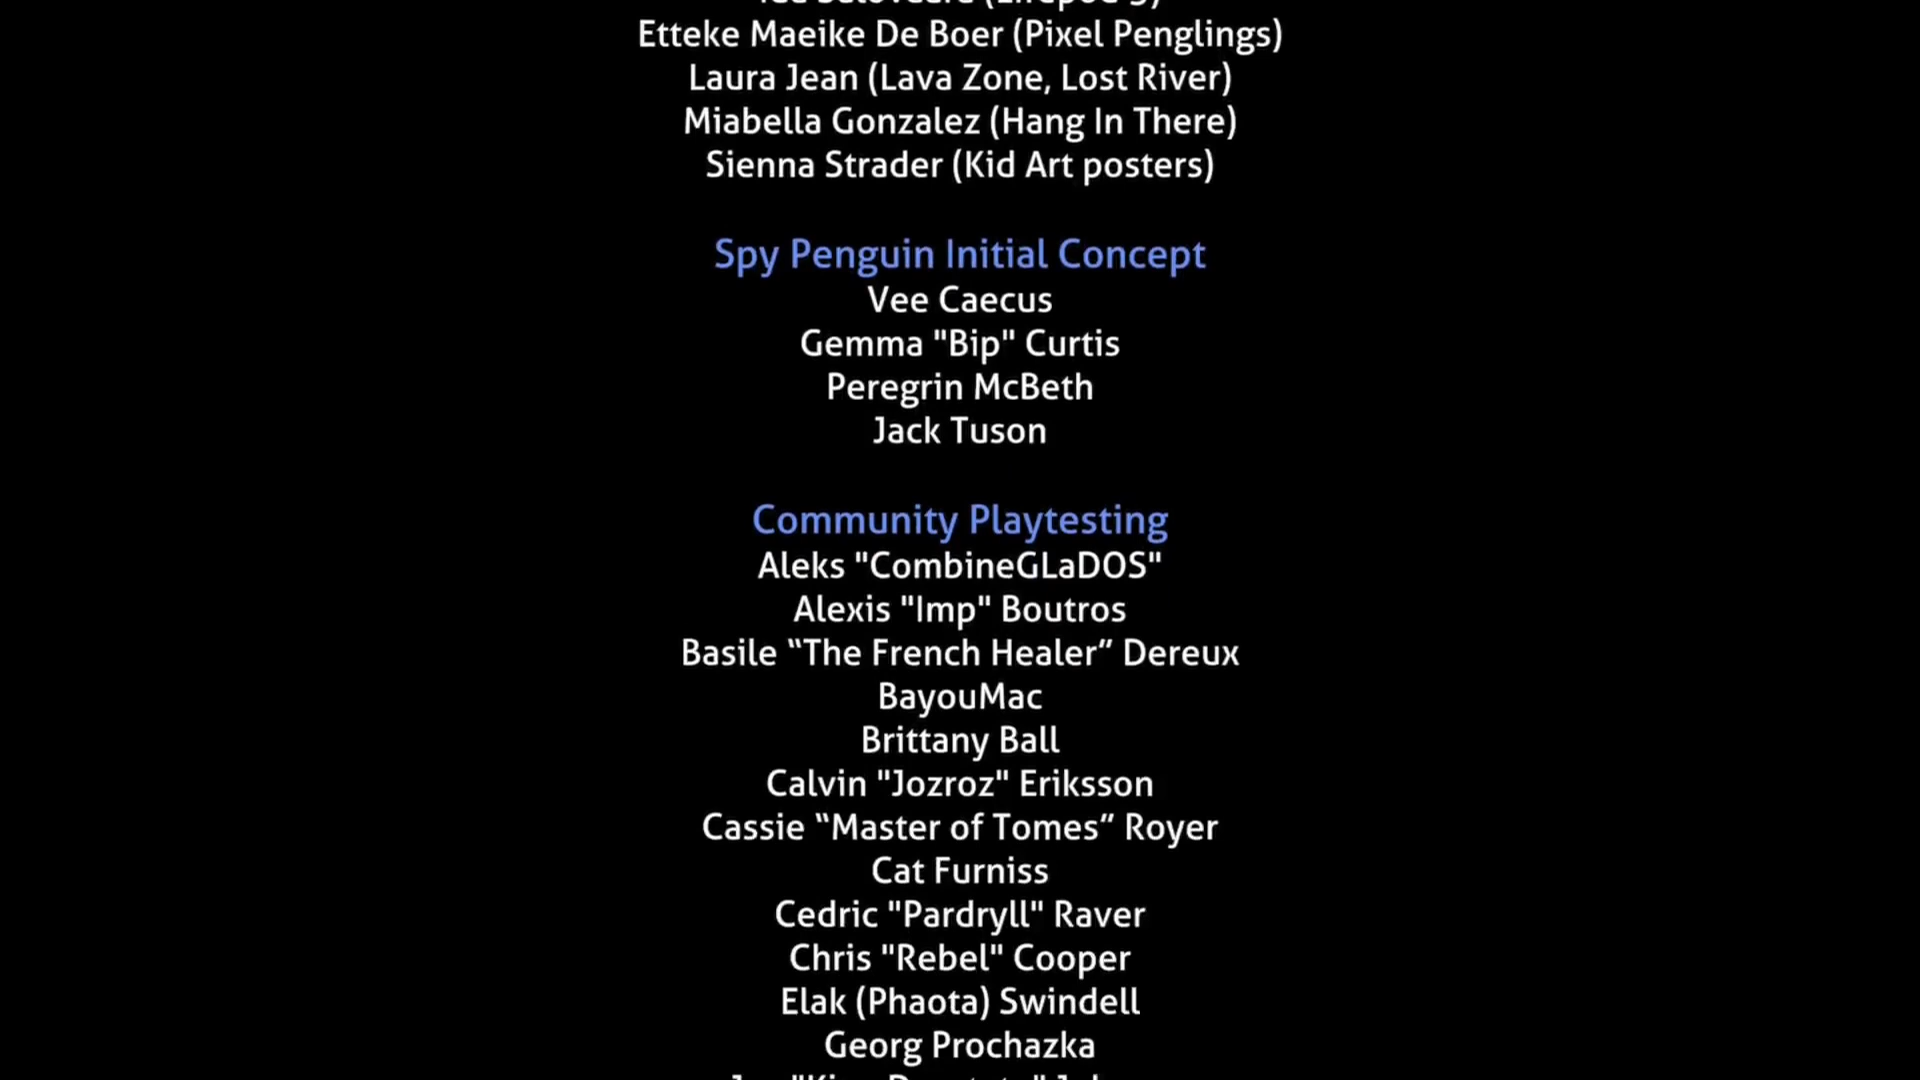 Etteke Maeike De Boer (Pixel Penglings)
Laura Jean (Lava Zone, Lost River)
Miabella Gonzalez (Hang In There)
Sienna Strader (Kid Art posters)
Spy Penguin Initial Concept
Vee Caecus
Gemma "Bip" Curtis
Peregrin McBeth
Jack Tuson
Community Playtesting
Aleks "CombineGLaDOS"
Alexis "Imp" Boutros
Basile “The French Healer” Dereux
BayouMac
Brittany Ball
Calvin "Jozroz" Eriksson
Cassie “Master of Tomes” Royer
Cat Furniss
Cedric "Pardryll" Raver
Chris "Rebel" Cooper
Elak (Phaota) Swindell
Georg Prochazka